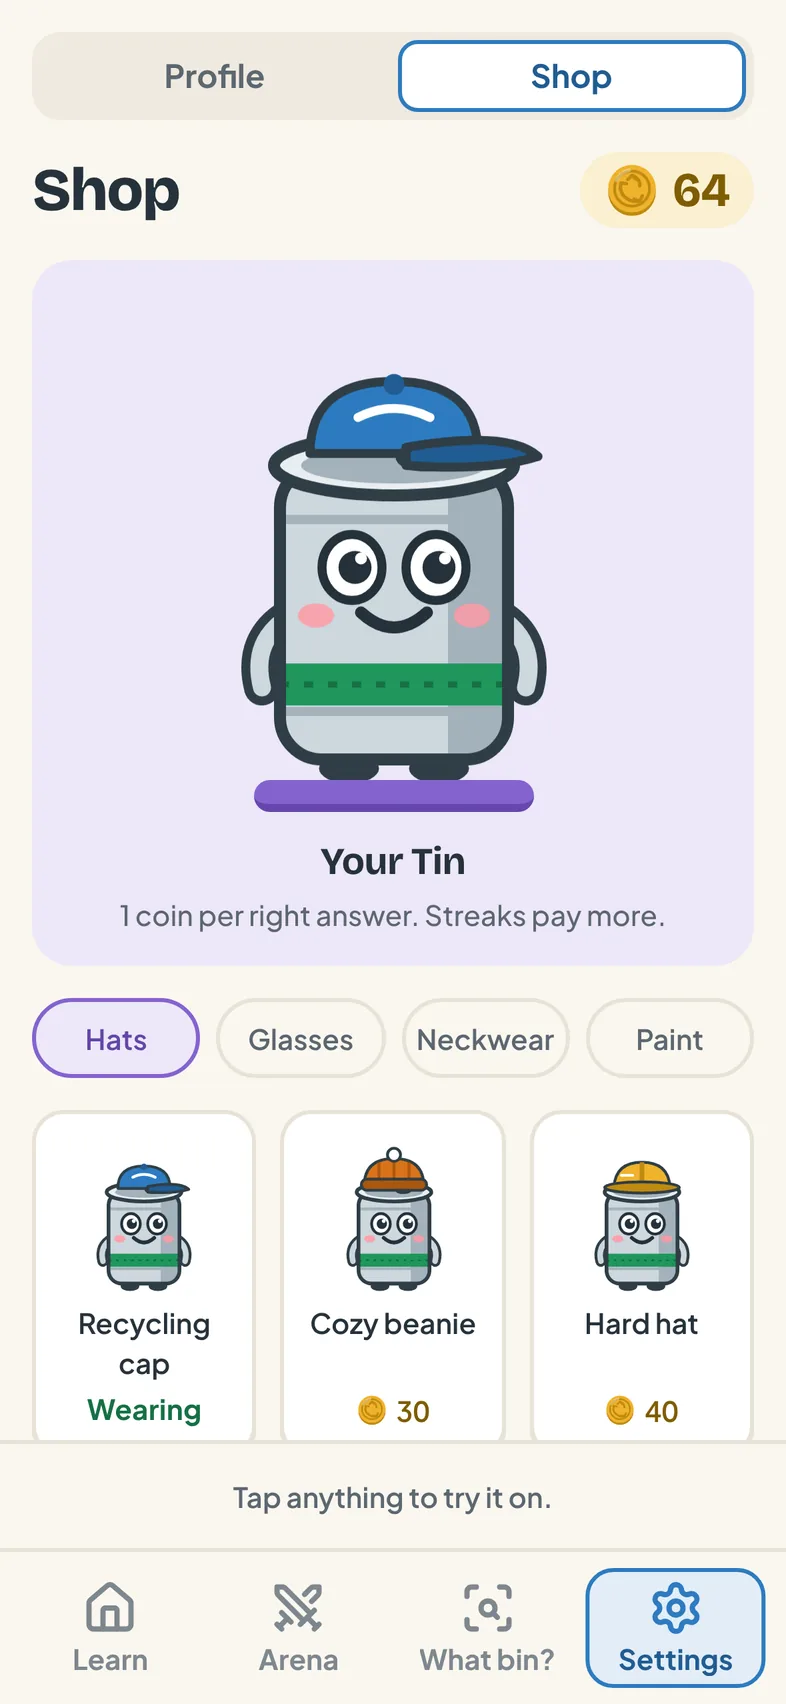 Profile
Shop
Shop
64
Your Tin
1 coin per right answer. Streaks pay more.
Hats
Glasses
Neckwear
Paint
Recycling
cap
Wearing
Cozy beanie
30
Hard hat
40
Tap anything to try it on.
Learn
Arena
What bin?
Settings